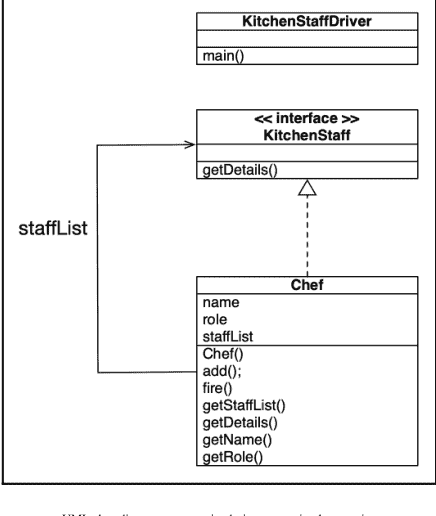 KitchenStaffDriver
main()
<< interface >>
KitchenStaff
getDetails()
staffList
Chef
name
role
staffList
Chef()
add();
fire()
getStaffList()
getDetails()
getName()
getRole()